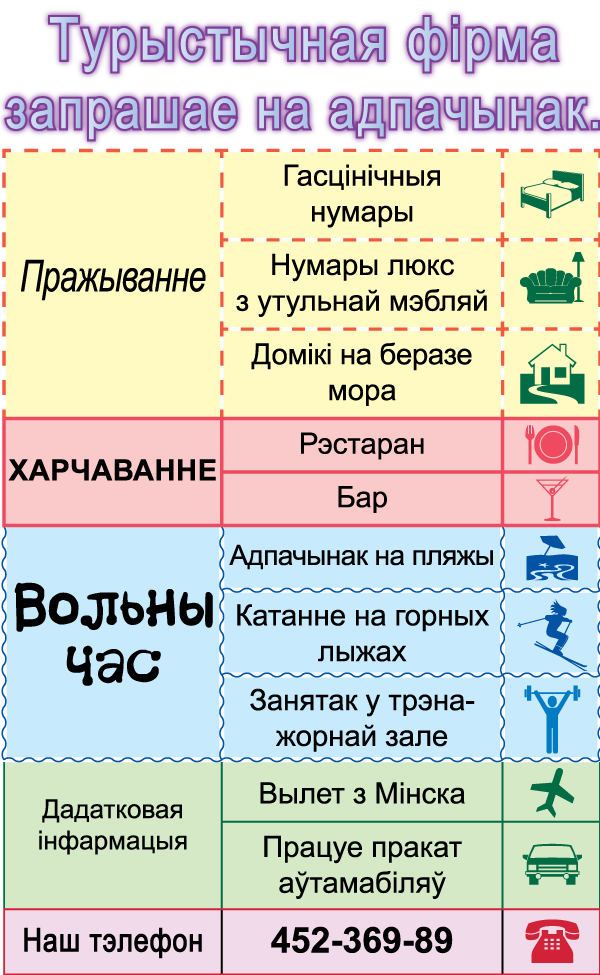 Турыстычная фірма
запрашае на адпачынак.
Пражыванне
Гасцінічныя
нумары
Нумары люкс
з утульнай мэбляй
Домікі на беразе
мора
ХАРЧАВАННЕ
Рэстаран
Бар
Вольны
час
Адпачынак на пляжы
Катанне на горных
лыжах
Занятак у трэна-
жорнай зале
Дадатковая
інфармацыя
Вылет з Мінска
Працуе пракат
аўтамабіляў
Наш тэлефон
452-369-89